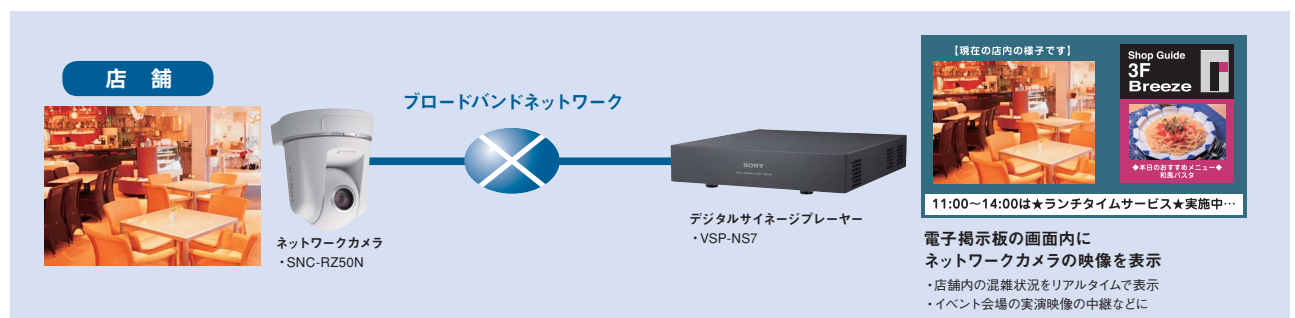 店 舗
ネットワークカメラ
・SNC-RZ50N
ブロードバンドネットワーク
SONY
デジタルサイネージプレーヤー
・VSP-NS7
【現在の店内の様子です】
Shop Guide
3F
Breeze
◆本日のおすすめメニュー◆
和風パスタ
11:00～14:00は★ランチタイムサービス★実施中…
電子掲示板の画面内に
ネットワークカメラの映像を表示
・店舗内の混雑状況をリアルタイムで表示
・イベント会場の実演映像の中継などに